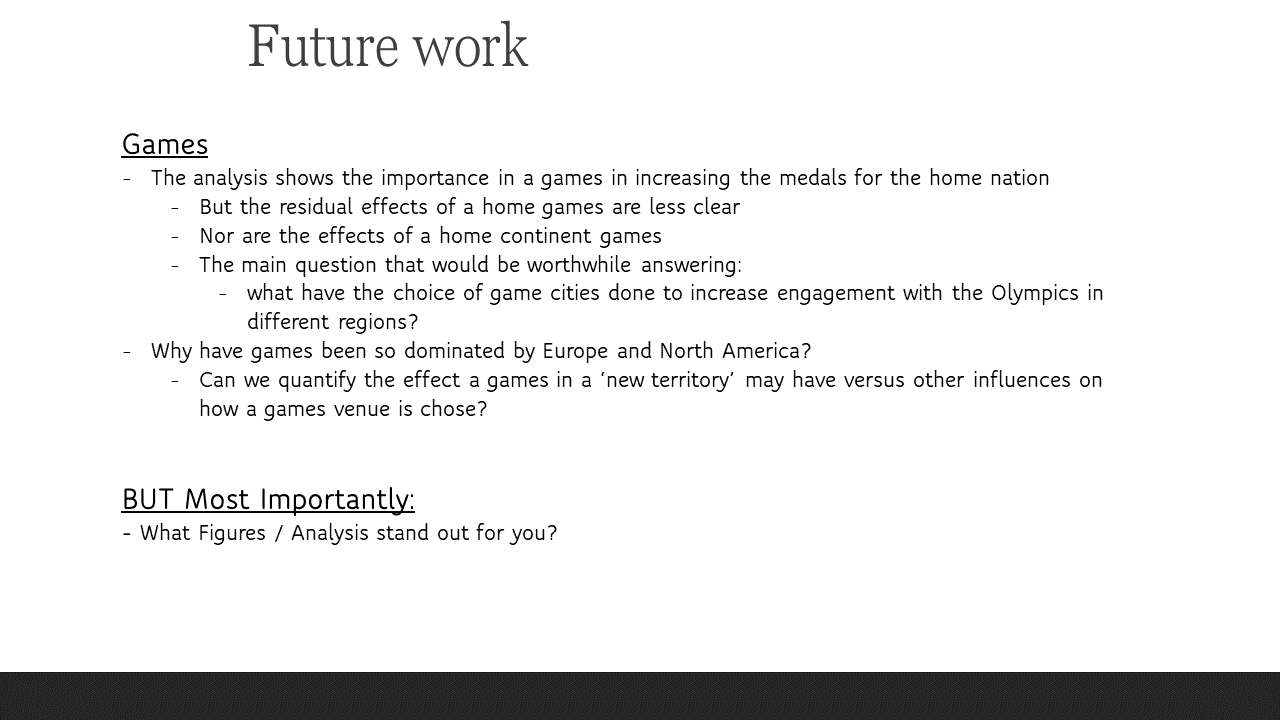 Future work
Games
- The analysis shows the importance in a games in increasing the medals for the home nation
- But the residual effects of a home games are less clear
- Nor are the effects of a home continent games
- The main question that would be worthwhile answering:
- what have the choice of game cities done to increase engagement with the Olympics in
different regions?
- Why have games been so dominated by Europe and North America?
- Can we quantify the effect a games in a ‘new territory’ may have versus other influences on
how a games venue is chose?
BUT Most Importantly:
- What Figures / Analysis stand out for you?